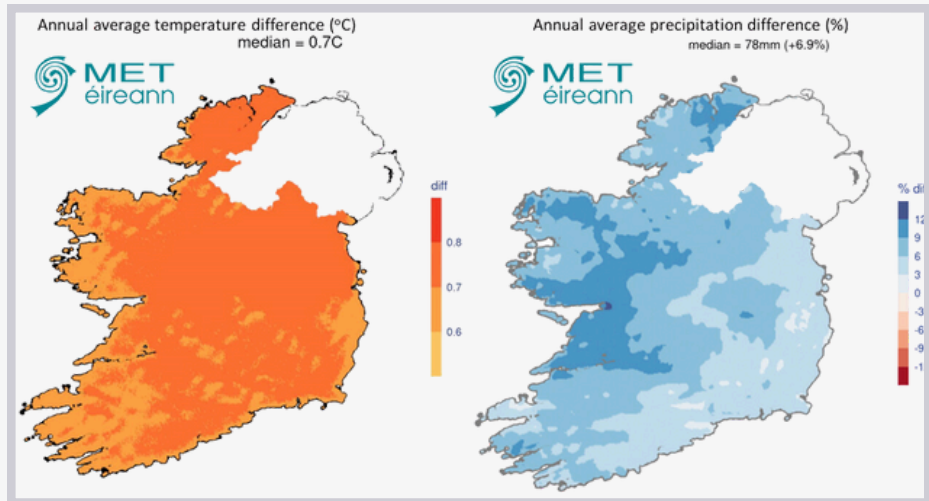 Annual average temperature difference (°C)
median = 0.7C
MET
éireann
diff
0.8
0.7
0.6
Annual average precipitation difference (%)
median = 78mm (+6.9%)
MET
éireann
% dif
12
9
6
3
0
-3
-6
-9
-1